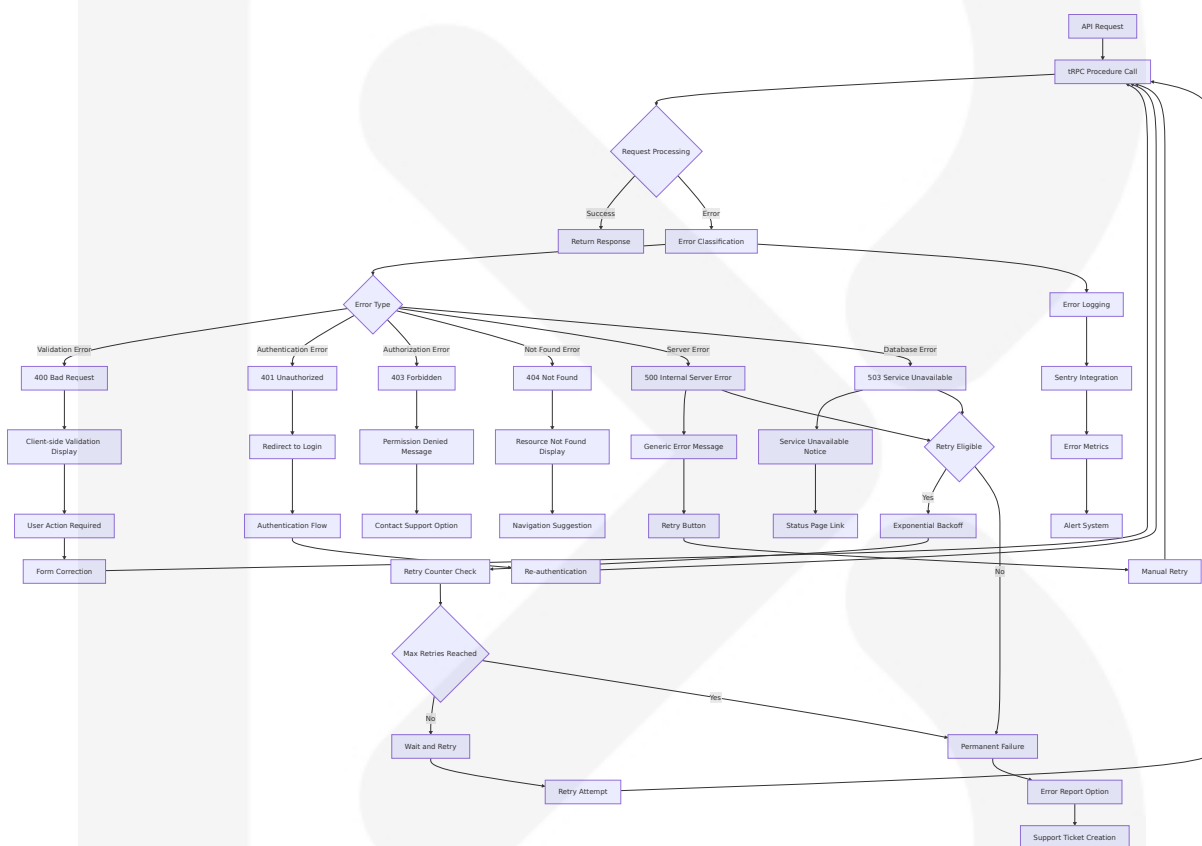 API Request
tRPC Procedure Call
Request Processing
Success
Error
Return Response
Error Classification
Error Type
Error Logging
Validation Error
Authentication Error
Authorization Error
Not Found Error
Server Error
Database Error
400 Bad Request
401 Unauthorized
403 Forbidden
404 Not Found
500 Internal Server Error
503 Service Unavailable
Sentry Integration
Client-side Validation
Display
Redirect to Login
Permission Denied
Message
Resource Not Found
Display
Generic Error Message
Service Unavailable
Notice
Retry Eligible
Error Metrics
Yes
User Action Required
Authentication Flow
Contact Support Option
Navigation Suggestion
Retry Button
Status Page Link
Exponential Backoff
Alert System
Form Correction
Retry Counter Check
Re-authentication
No
Manual Retry
Max Retries Reached
Yes
No
Wait and Retry
Permanent Failure
Retry Attempt
Error Report Option
Support Ticket Creation